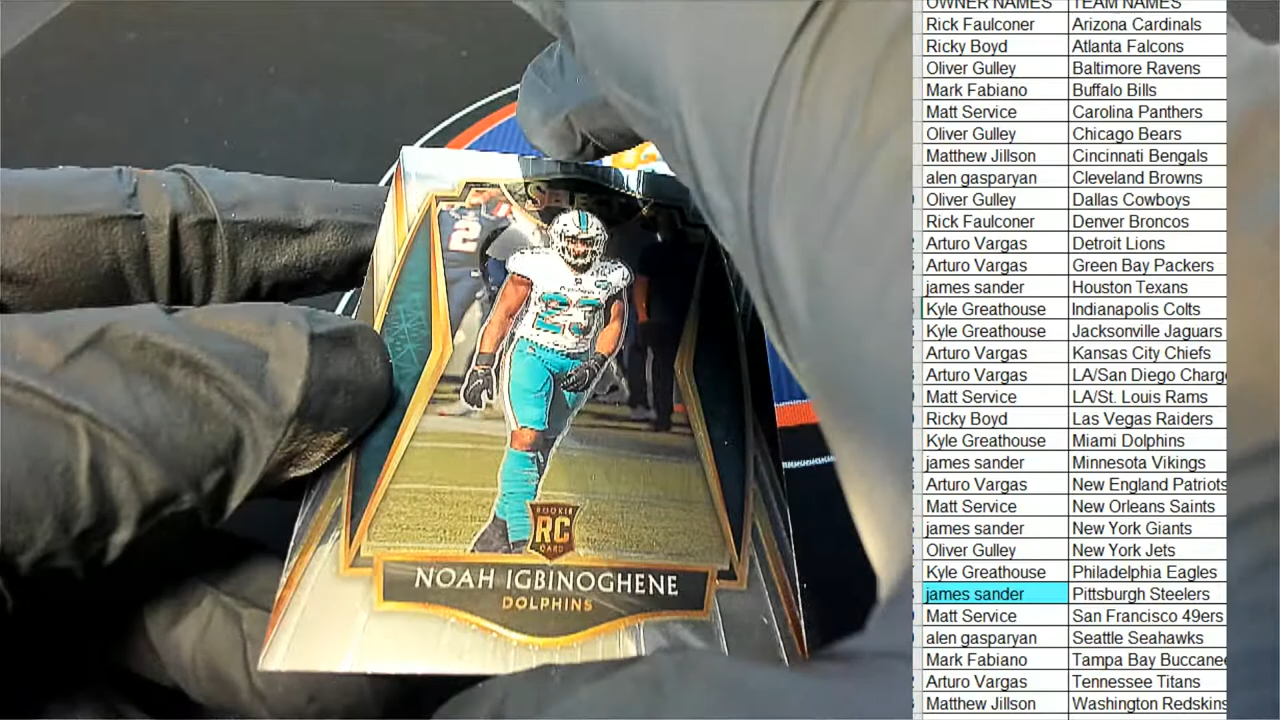 OWNER NAMES TEAM NAMES
Rick Faulconer Arizona Cardinals
Ricky Boyd Atlanta Falcons
Oliver Gulley Baltimore Ravens
Mark Fabiano Buffalo Bills
Matt Service Carolina Panthers
Oliver Gulley Chicago Bears
Matthew Jillson Cincinnati Bengals
alen gasparyan Cleveland Browns
Oliver Gulley Dallas Cowboys
Rick Faulconer Denver Broncos
Arturo Vargas Detroit Lions
Arturo Vargas Green Bay Packers
james sander Houston Texans
Kyle Greathouse Indianapolis Colts
Kyle Greathouse Jacksonville Jaguars
Arturo Vargas Kansas City Chiefs
Arturo Vargas LA/San Diego Charg
Matt Service LA/St. Louis Rams
Ricky Boyd Las Vegas Raiders
Kyle Greathouse Miami Dolphins
james sander Minnesota Vikings
Arturo Vargas New England Patriots
Matt Service New Orleans Saints
james sander New York Giants
Oliver Gulley New York Jets
Kyle Greathouse Philadelphia Eagles
james sander Pittsburgh Steelers
Matt Service San Francisco 49ers
alen gasparyan Seattle Seahawks
Mark Fabiano Tampa Bay Buccanee
Arturo Vargas Tennessee Titans
Matthew Jillson Washington Redskins
2
23
ROOKIE
RC
CARD
NOAH IGBINOGHENE
DOLPHINS